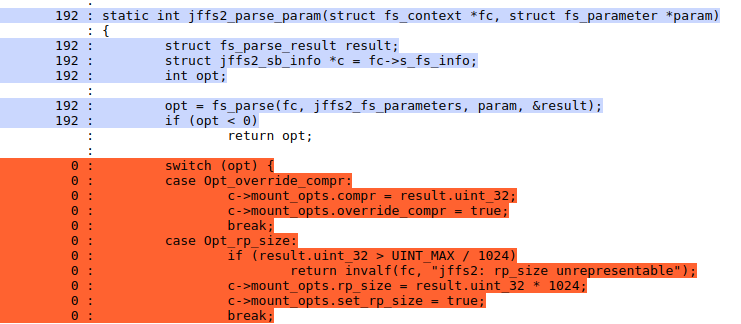 :
192 : static int jffs2_parse_param(struct fs_context *fc, struct fs_parameter *param)
: {
192 : struct fs_parse_result result;
192 : struct jffs2_sb_info *c = fc->s_fs_info;
192 : int opt;
:
192 : opt = fs_parse(fc, jffs2_fs_parameters, param, &result);
192 : if (opt < 0)
: return opt;
:
0 : switch (opt) {
0 : case Opt_override_compr:
0 : c->mount_opts.compr = result.uint_32;
0 : c->mount_opts.override_compr = true;
0 : break;
0 : case Opt_rp_size:
0 : if (result.uint_32 > UINT_MAX / 1024)
0 : return invalf(fc, "jffs2: rp_size unrepresentable");
0 : c->mount_opts.rp_size = result.uint_32 * 1024;
0 : c->mount_opts.set_rp_size = true;
0 : break;